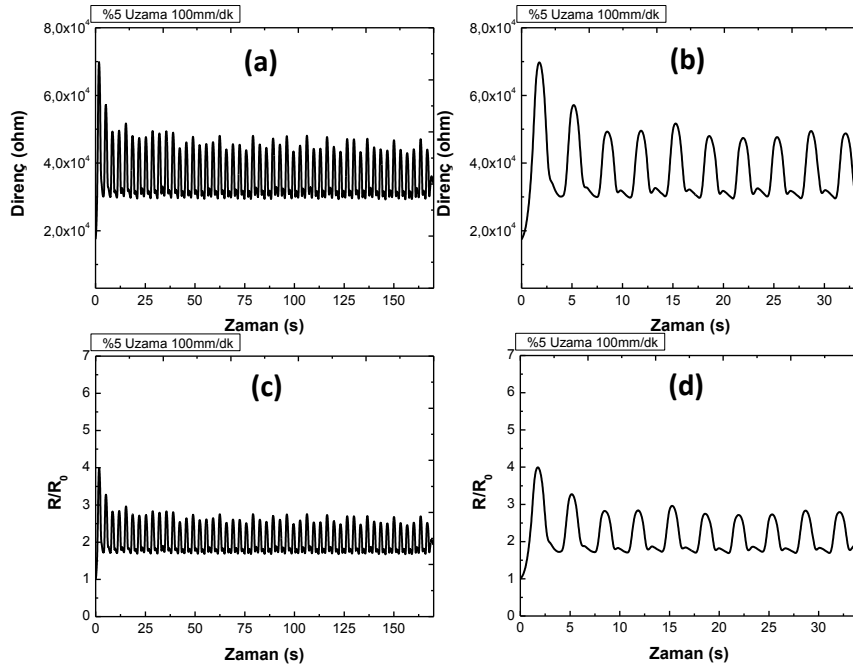 %5 Uzama 100mm/dk
(a)
8,0x10⁴
6,0x10⁴
4,0x10⁴
2,0x10⁴
Direnç (ohm)
0 25 50 75 100 125 150
Zaman (s)
%5 Uzama 100mm/dk
(b)
8,0x10⁴
6,0x10⁴
4,0x10⁴
2,0x10⁴
Direnç (ohm)
0 5 10 15 20 25 30
Zaman (s)
%5 Uzama 100mm/dk
(c)
7
6
5
4
3
2
1
0
R/R₀
0 25 50 75 100 125 150
Zaman (s)
%5 Uzama 100mm/dk
(d)
7
6
5
4
3
2
1
0
R/R₀
0 5 10 15 20 25 30
Zaman (s)